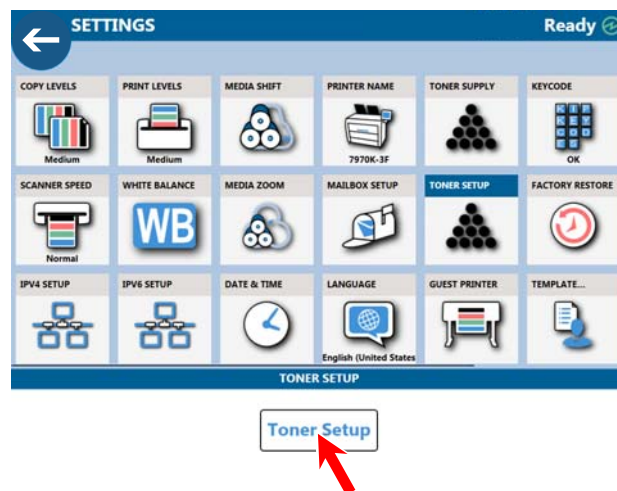 SETTINGS
Ready
COPY LEVELS
PRINT LEVELS
MEDIA SHIFT
PRINTER NAME
TONER SUPPLY
KEYCODE
Medium
Medium
7970K-3F
KEY
COD
OK
SCANNER SPEED
WHITE BALANCE
MEDIA ZOOM
MAILBOX SETUP
TONER SETUP
FACTORY RESTORE
WB
Normal
IPV4 SETUP
IPV6 SETUP
DATE & TIME
LANGUAGE
GUEST PRINTER
TEMPLATE...
English (United States
TONER SETUP
Toner Setup